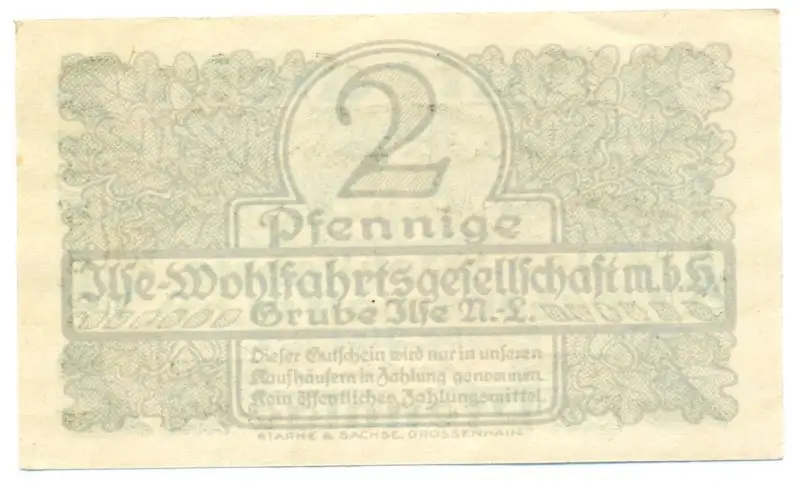 2
Pfennige
Ilse-Wohlfahrtsgesellschaft m.b.H.
Grube Ilse N.-L.
Dieser Gutschein wird nur in unseren
Kaufhäusern in Zahlung genommen
Kein öffentliches Zahlungsmittel
STARKE & SACHSE, GROSSENHAIN